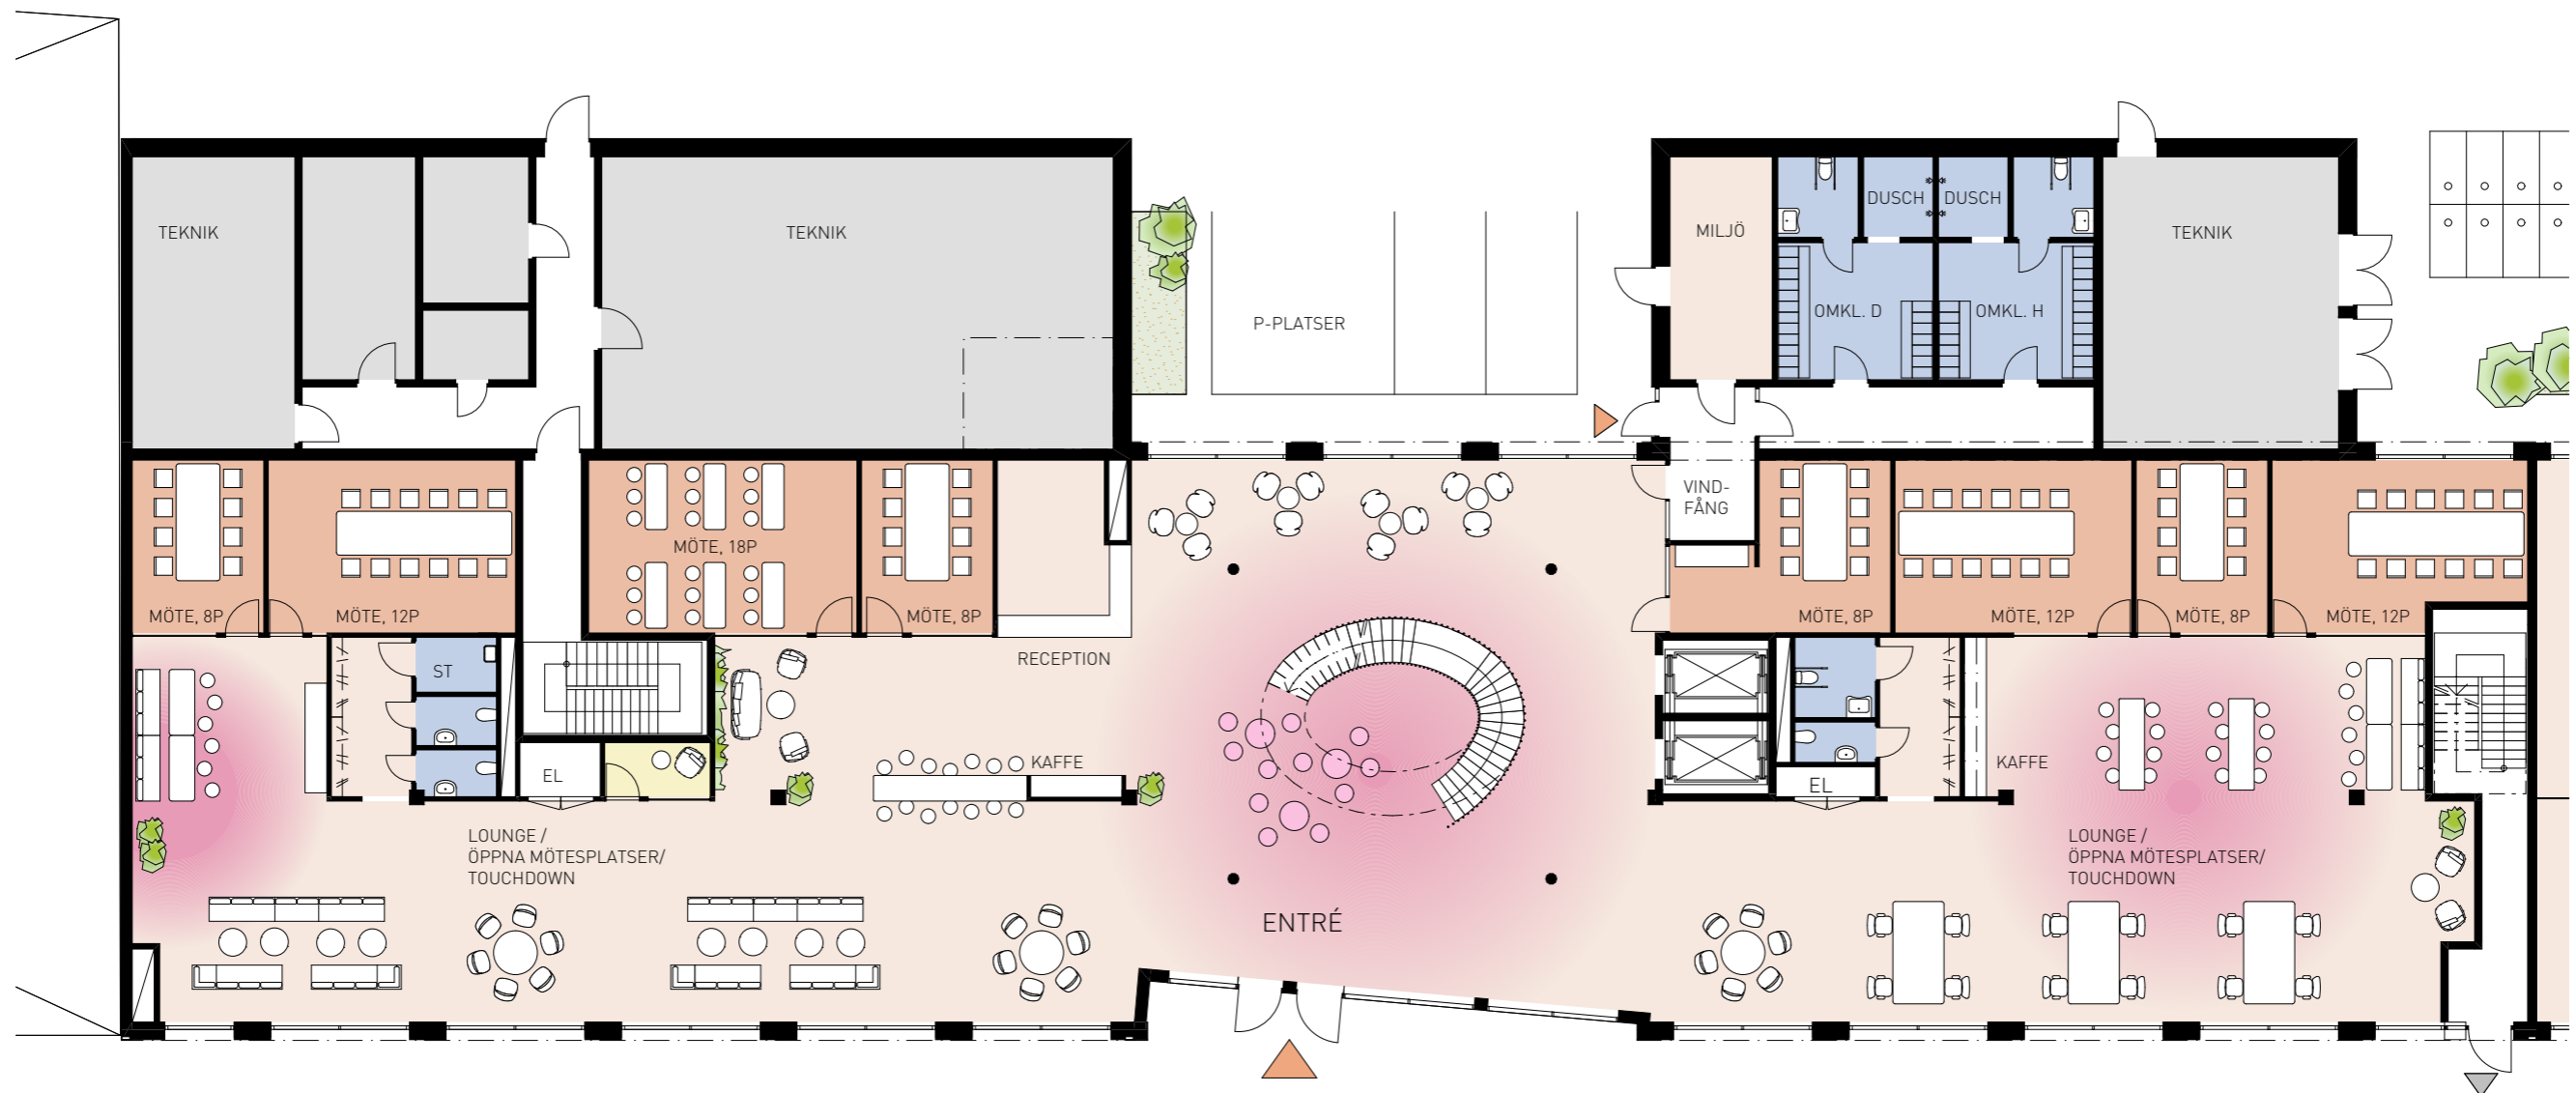 TEKNIK
TEKNIK
P-PLATSER
MILJÖ
DUSCH
DUSCH
OMKL. D
OMKL. H
TEKNIK
MÖTE, 8P
MÖTE, 12P
MÖTE, 18P
MÖTE, 8P
RECEPTION
VIND-
FÅNG
MÖTE, 8P
MÖTE, 12P
MÖTE, 8P
MÖTE, 12P
ST
EL
KAFFE
EL
KAFFE
LOUNGE /
ÖPPNA MÖTESPLATSER/
TOUCHDOWN
ENTRÉ
LOUNGE /
ÖPPNA MÖTESPLATSER/
TOUCHDOWN